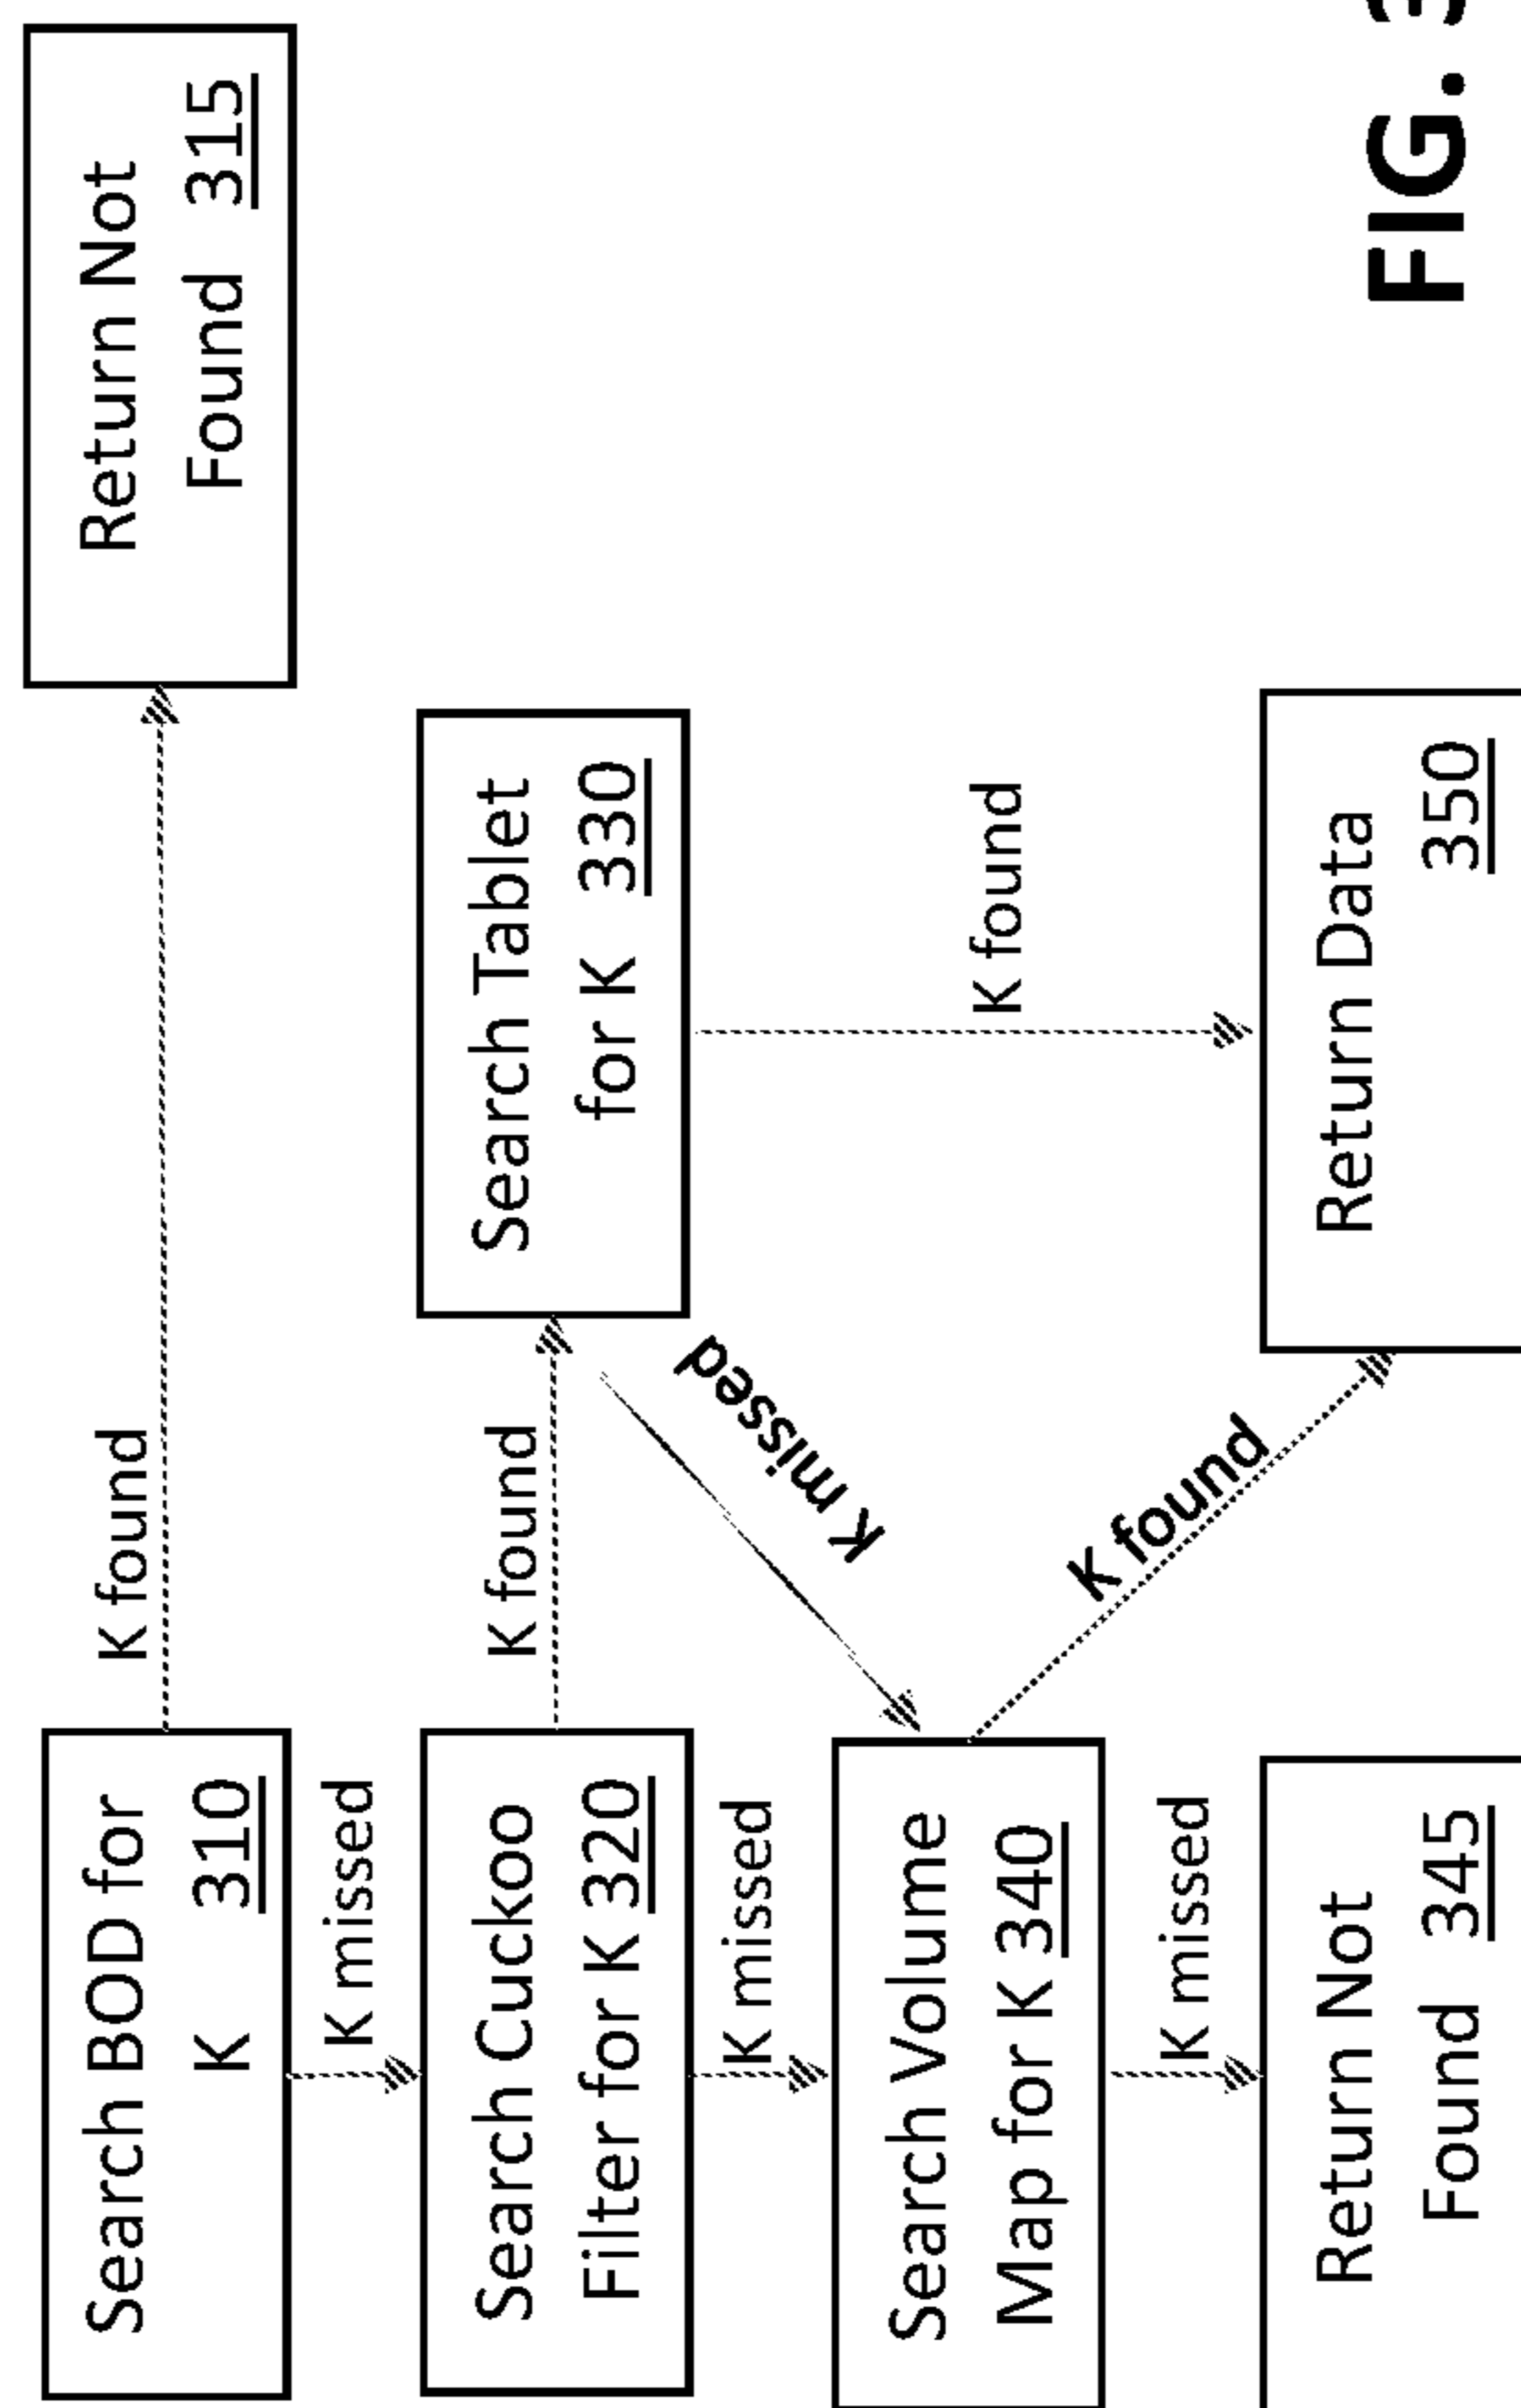 Search BOD for
K 310
K found
Return Not
Found 315
K missed
Search Cuckoo
Filter for K 320
K found
Search Tablet
for K 330
K missed
K missed
Search Volume
Map for K 340
K found
K found
K missed
Return Not
Found 345
Return Data
350
FIG. 3